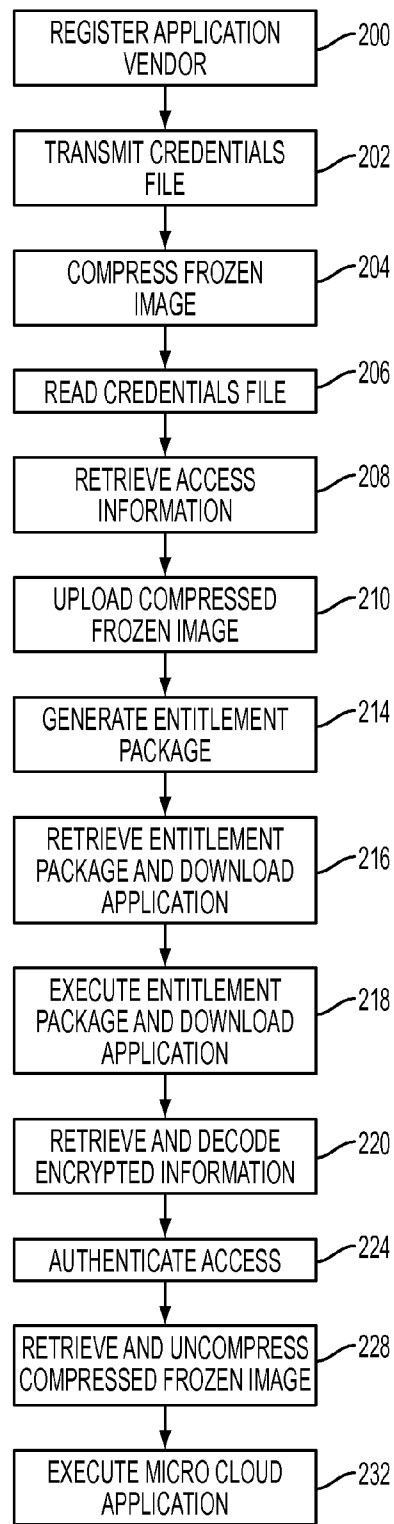 REGISTER APPLICATION
VENDOR
200
TRANSMIT CREDENTIALS
FILE
202
COMPRESS FROZEN
IMAGE
204
READ CREDENTIALS FILE
206
RETRIEVE ACCESS
INFORMATION
208
UPLOAD COMPRESSED
FROZEN IMAGE
210
GENERATE ENTITLEMENT
PACKAGE
214
RETRIEVE ENTITLEMENT
PACKAGE AND DOWNLOAD
APPLICATION
216
EXECUTE ENTITLEMENT
PACKAGE AND DOWNLOAD
APPLICATION
218
RETRIEVE AND DECODE
ENCRYPTED INFORMATION
220
AUTHENTICATE ACCESS
224
RETRIEVE AND UNCOMPRESS
COMPRESSED FROZEN IMAGE
228
EXECUTE MICRO CLOUD
APPLICATION
232